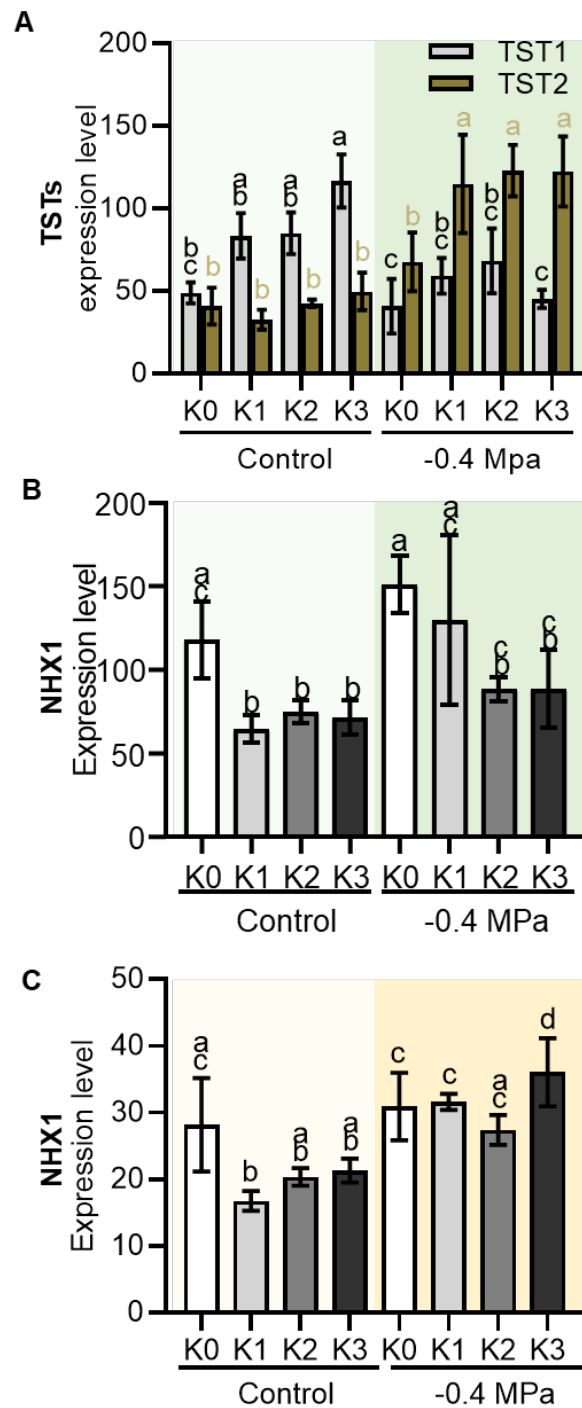 A
TSTs
expression level
200
150
100
50
0
TST1
TST2
b
c
b
a
b
b
a
b
b
a
b
c
b
b
c
a
b
c
a
c
a
K0 K1 K2 K3 K0 K1 K2 K3
Control -0.4 Mpa
B
NHX1
Expression level
200
150
100
50
0
a
c
b
b
b
a
a
c
c
b
c
b
K0 K1 K2 K3 K0 K1 K2 K3
Control -0.4 MPa
C
NHX1
Expression level
50
40
30
20
10
0
a
c
b
a
b
a
b
c
c
a
c
d
K0 K1 K2 K3 K0 K1 K2 K3
Control -0.4 MPa